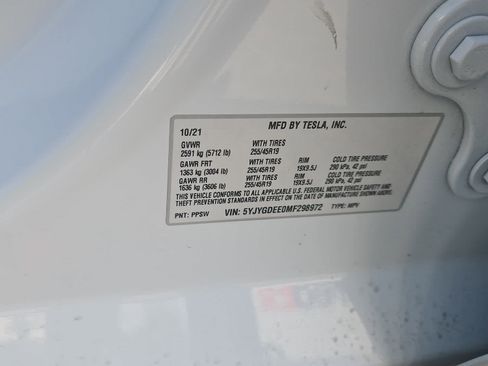 MFD BY TESLA, INC.
10/21
GVWR WITH TIRES
2591 kg (5712 lb) 255/45R19
GAWR FRT WITH TIRES RIM COLD TIRE PRESSURE
1363 kg (3004 lb) 255/45R19 19X9.5J 290 kPa, 42 psi
GAWR RR WITH TIRES RIM COLD TIRE PRESSURE
1636 kg (3606 lb) 255/45R19 19X9.5J 290 kPa, 42 psi
THIS VEHICLE CONFORMS TO ALL APPLICABLE U.S. FEDERAL MOTOR VEHICLE SAFETY AND
THEFT PREVENTION STANDARDS IN EFFECT ON THE DATE OF MANUFACTURE SHOWN ABOVE.
PNT: PPSW VIN: 5YJYGDEE0MF298972 TYPE: MPV